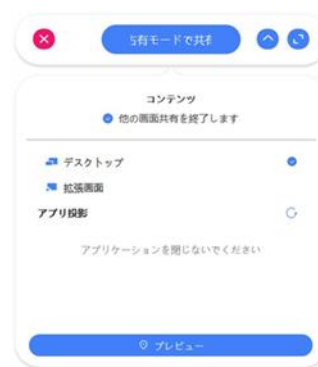 有モードで共有
コンテンツ
他の画面共有を終了します
デスクトップ
拡張画面
アプリ投影
アプリケーションを閉じないでください
プレビュー